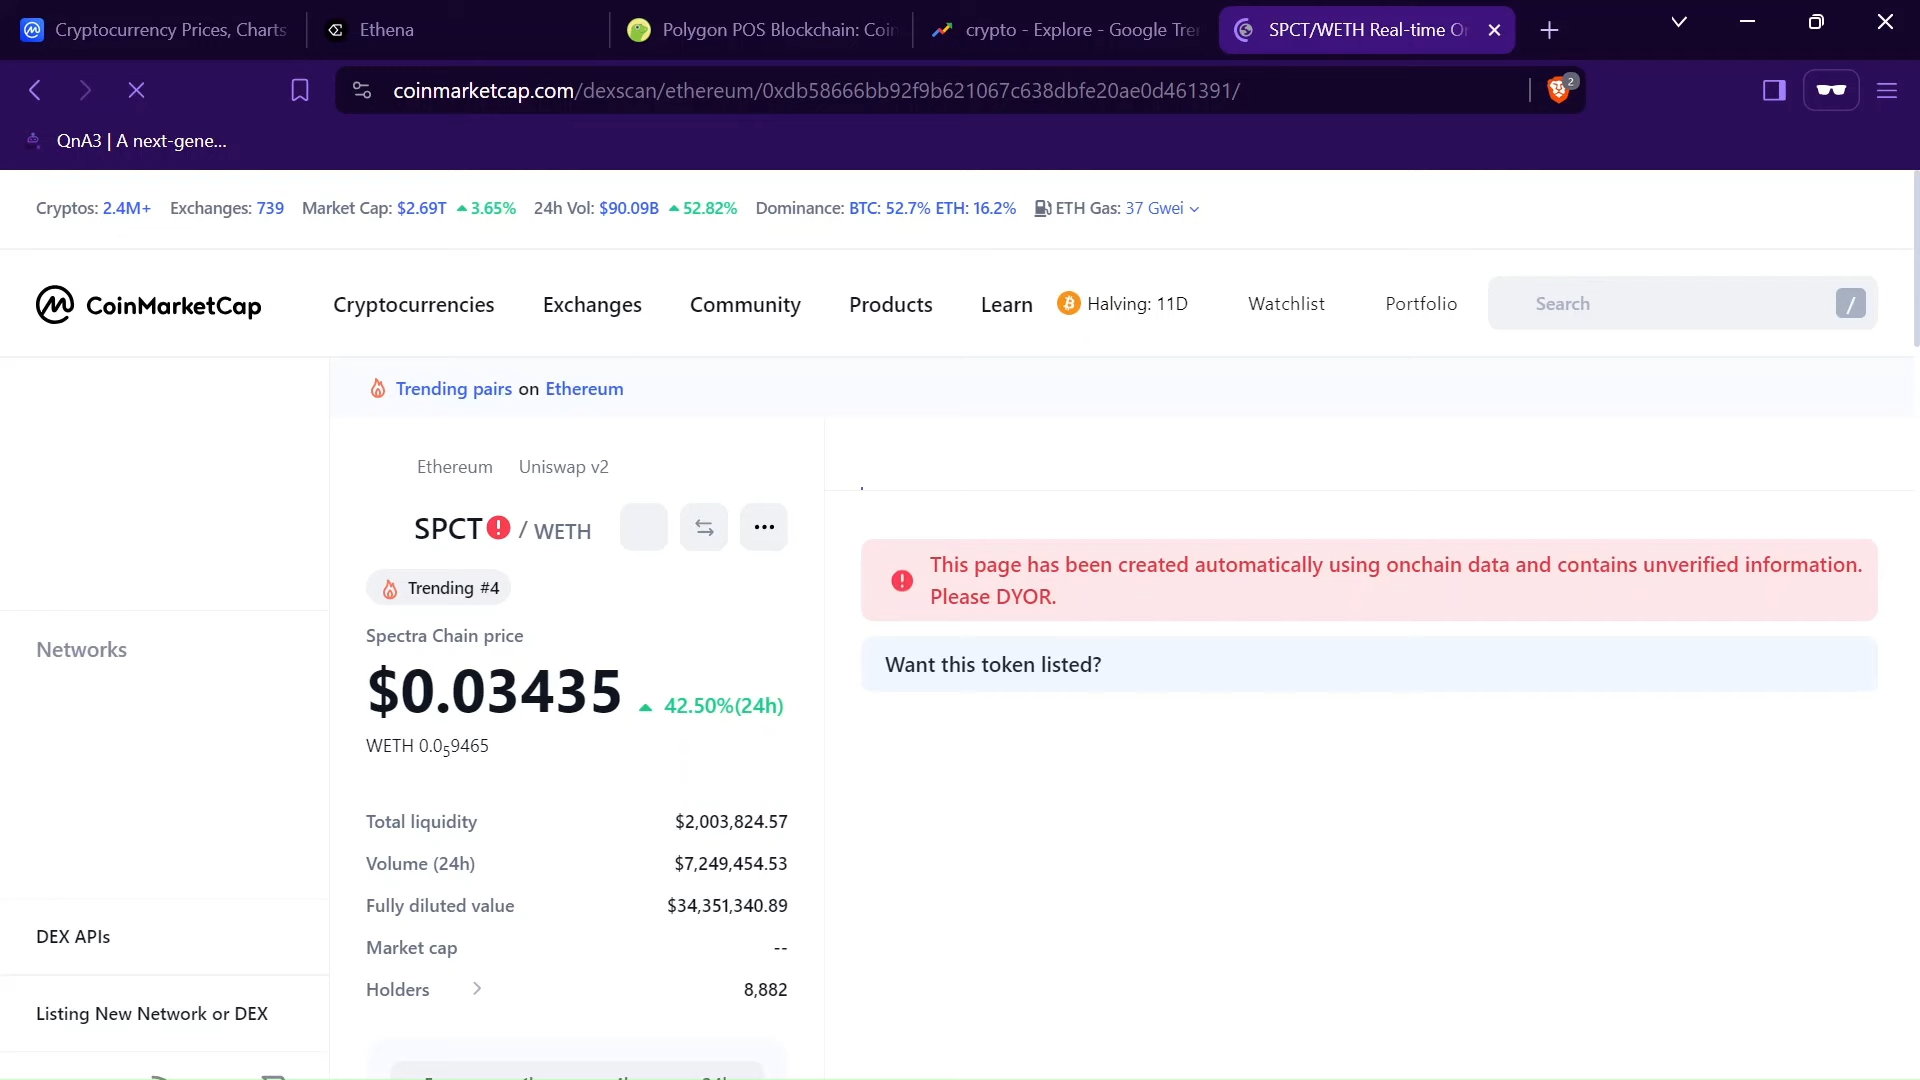 Cryptocurrency Prices, Charts
Ethena
Polygon POS Blockchain: Coin
crypto - Explore - Google Tre
SPCT/WETH Real-time O
coinmarketcap.com/dexscan/ethereum/0xdb58666bb92f9b621067c638dbfe20ae0d461391/
2
QnA3 | A next-gene...
Cryptos: 2.4M+ Exchanges: 739 Market Cap: $2.69T 3.65% 24h Vol: $90.09B 52.82% Dominance: BTC: 52.7% ETH: 16.2% ETH Gas: 37 Gwei
CoinMarketCap
Cryptocurrencies Exchanges Community Products Learn Halving: 11D Watchlist Portfolio Search /
Trending pairs on Ethereum
Ethereum Uniswap v2
SPCT / WETH
Trending #4
Spectra Chain price
$0.03435 42.50%(24h)
WETH 0.0₅9465
Total liquidity $2,003,824.57
Volume (24h) $7,249,454.53
Fully diluted value $34,351,340.89
Market cap --
Holders 8,882
This page has been created automatically using onchain data and contains unverified information.
Please DYOR.
Want this token listed?
Networks
DEX APIs
Listing New Network or DEX